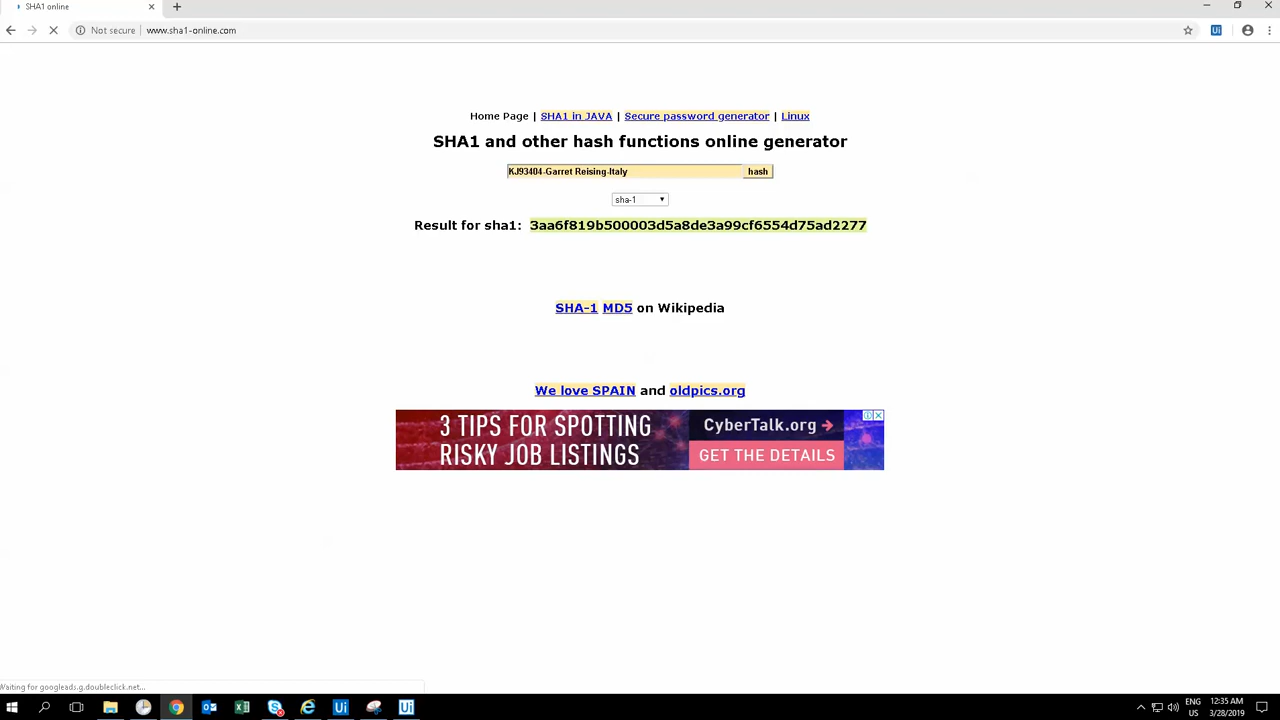 SHA1 online
Not secure | www.sha1-online.com
Home Page | SHA1 in JAVA | Secure password generator | Linux
SHA1 and other hash functions online generator
KJ93404-Garret Reising-Italy hash
sha-1
Result for sha1: 3aa6f819b500003d5a8de3a99cf6554d75ad2277
SHA-1 MD5 on Wikipedia
We love SPAIN and oldpics.org
3 TIPS FOR SPOTTING
RISKY JOB LISTINGS
CyberTalk.org
GET THE DETAILS
Waiting for googleads.g.doubleclick.net...
ENG
US
12:35 AM
3/28/2019